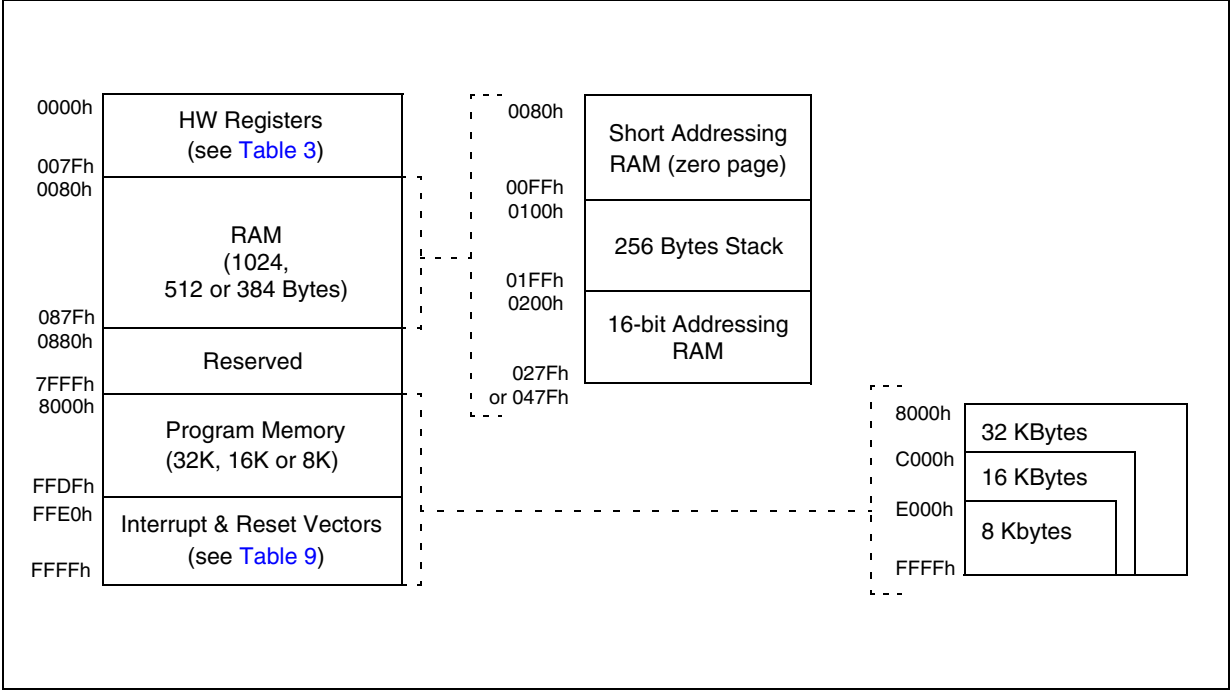 0000h
HW Registers
(see Table 3)
007Fh
0080h
RAM
(1024,
512 or 384 Bytes)
087Fh
0880h
Reserved
7FFFh
8000h
Program Memory
(32K, 16K or 8K)
FFDFh
FFE0h
Interrupt & Reset Vectors
(see Table 9)
FFFFh
0080h
Short Addressing
RAM (zero page)
00FFh
0100h
256 Bytes Stack
01FFh
0200h
16-bit Addressing
RAM
027Fh
or 047Fh
8000h
32 KBytes
C000h
16 KBytes
E000h
8 Kbytes
FFFFh